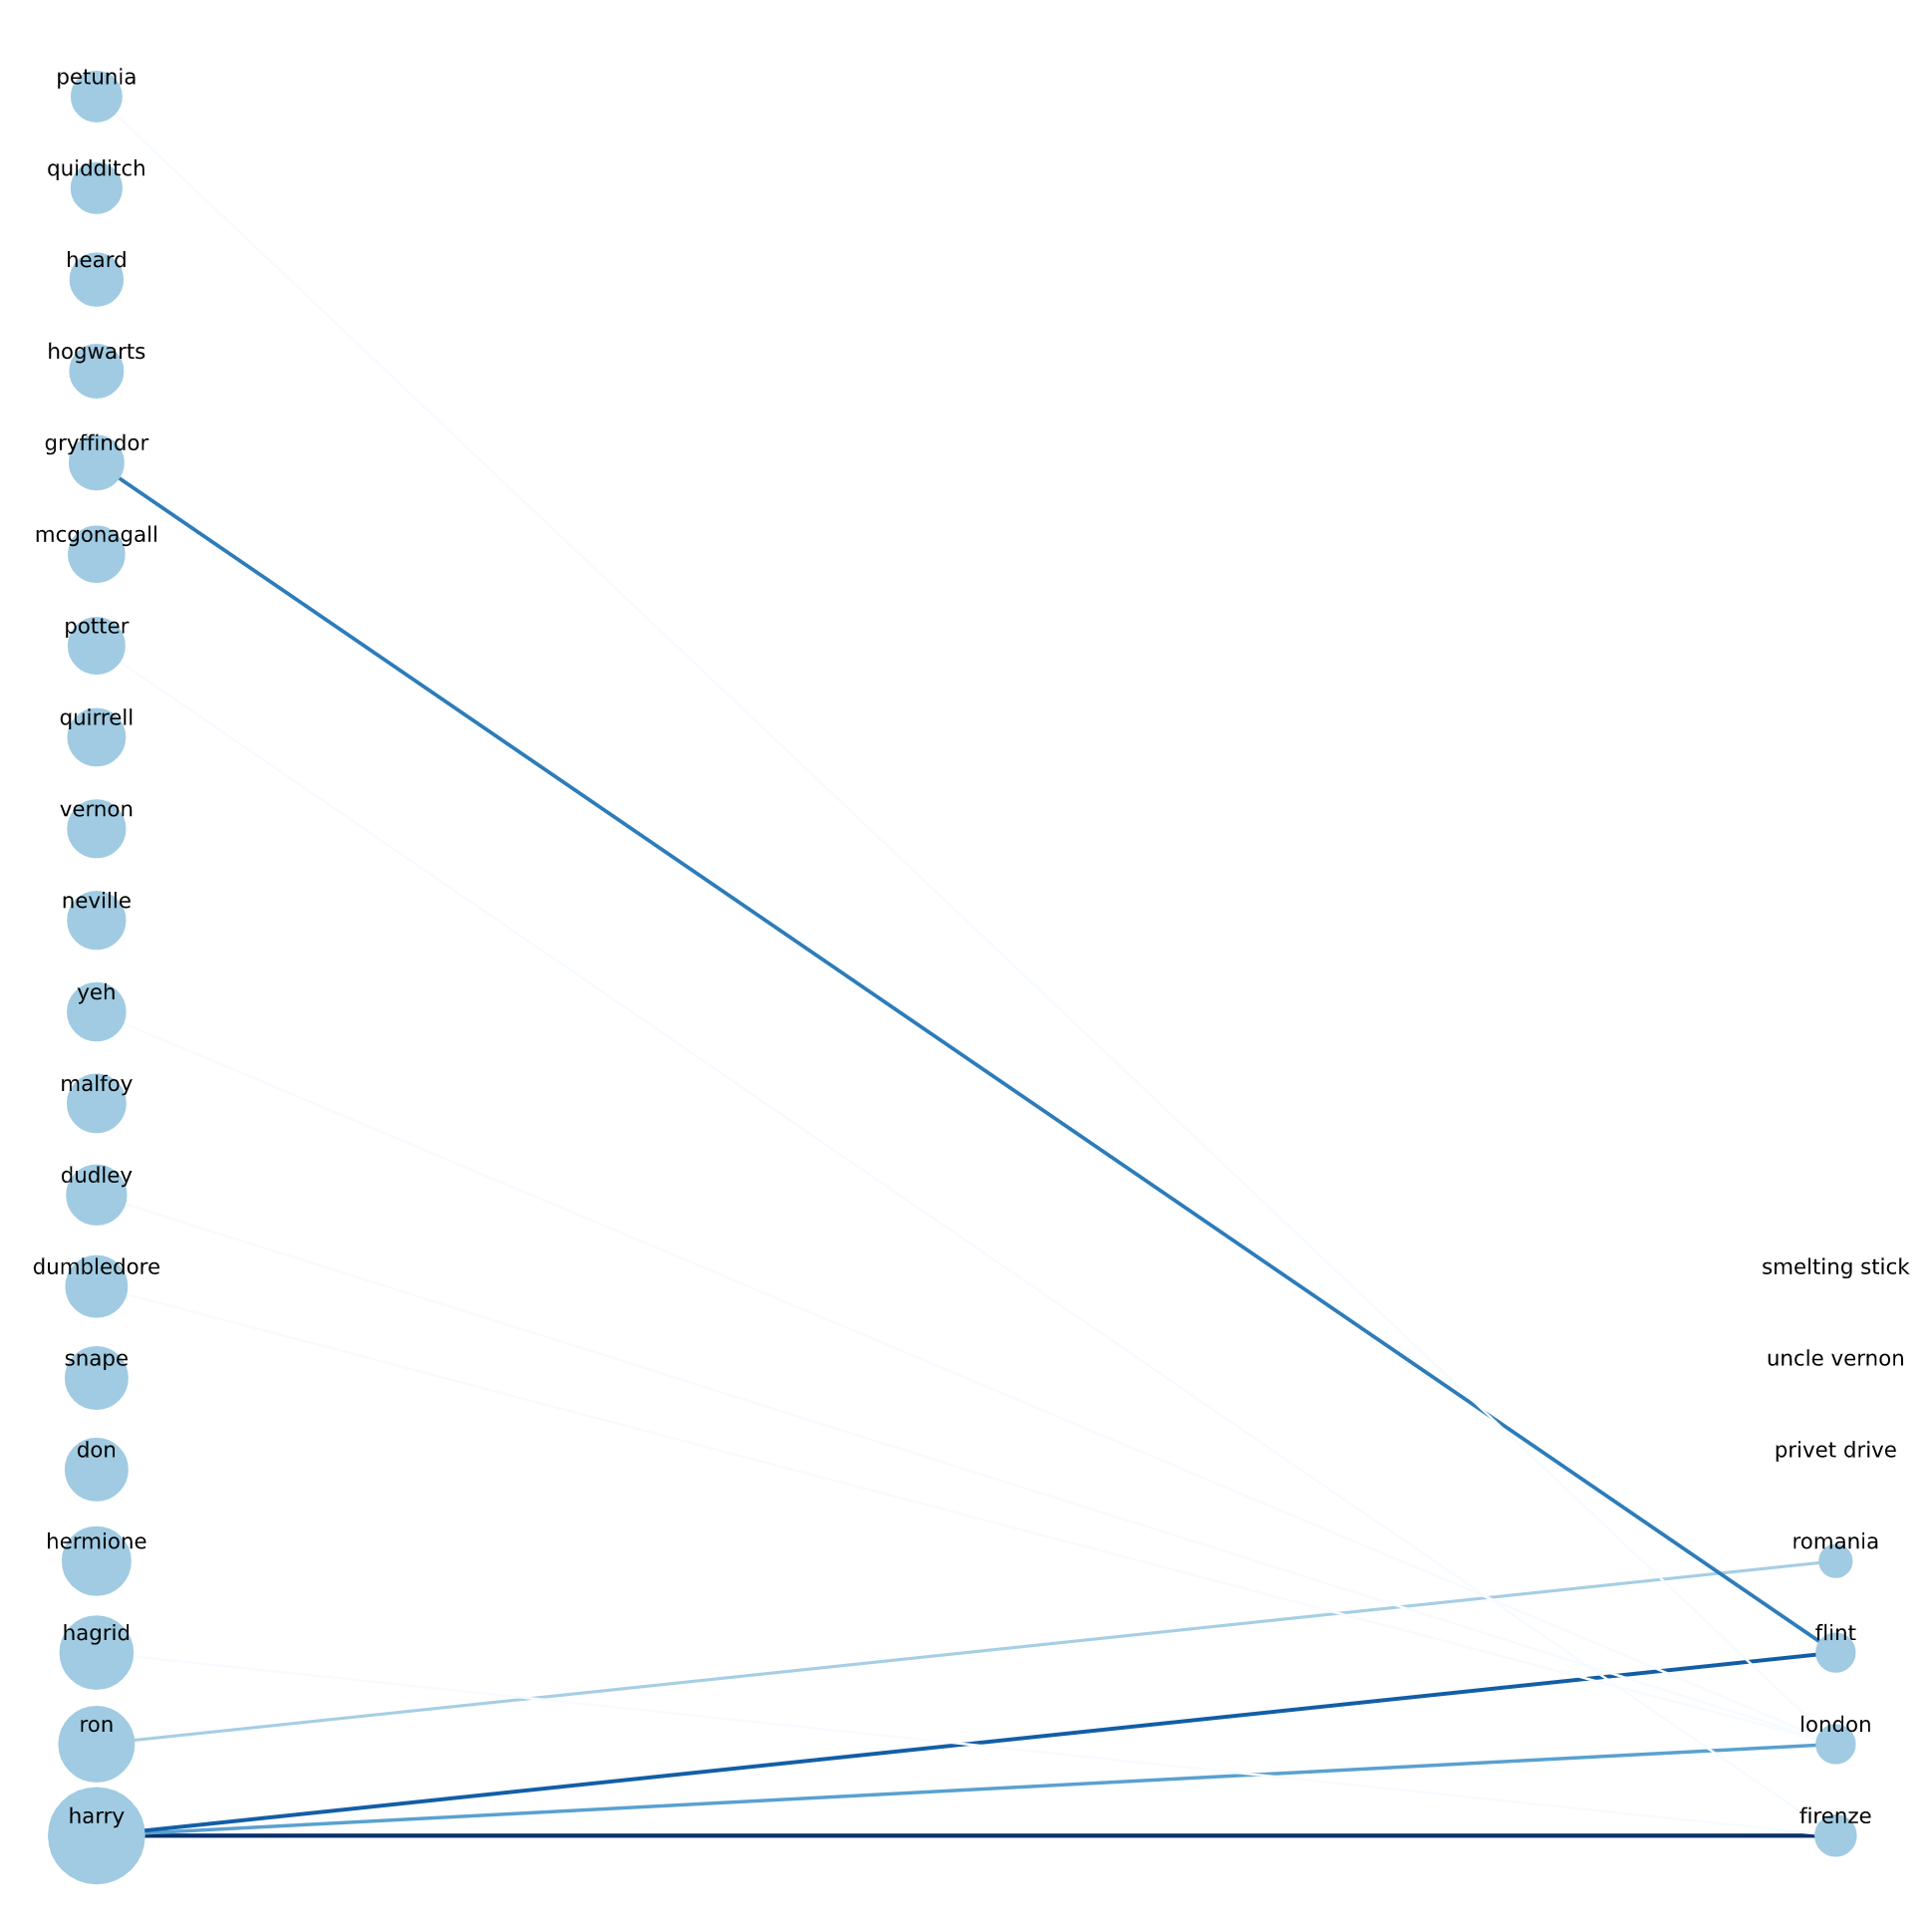 petunia
quidditch
heard
hogwarts
gryffindor
mcgonagall
potter
quirrell
vernon
neville
yeh
malfoy
dudley
dumbledore
snape
don
hermione
hagrid
ron
harry
smelting stick
uncle vernon
privet drive
romania
flint
london
firenze